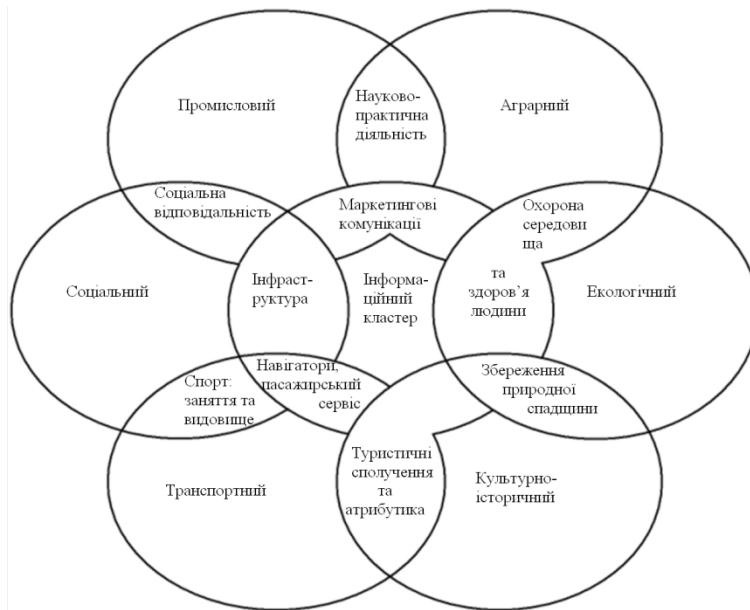 Промисловий
Науково-
практична
діяльність
Аграрний
Соціальна
відповідальність
Маркетингові
комунікації
Охорона
середови
ща
Соціальний
Інфраст-
руктура
Інформа-
ційний
кластер
та
здоров'я
людини
Екологічний
Спорт:
заняття та
видовище
Навігатори,
пасажирський
сервіс
Збереження
природної
спадщини
Транспортний
Туристичні
сполучення
та
атрибутика
Культурно-
історичний